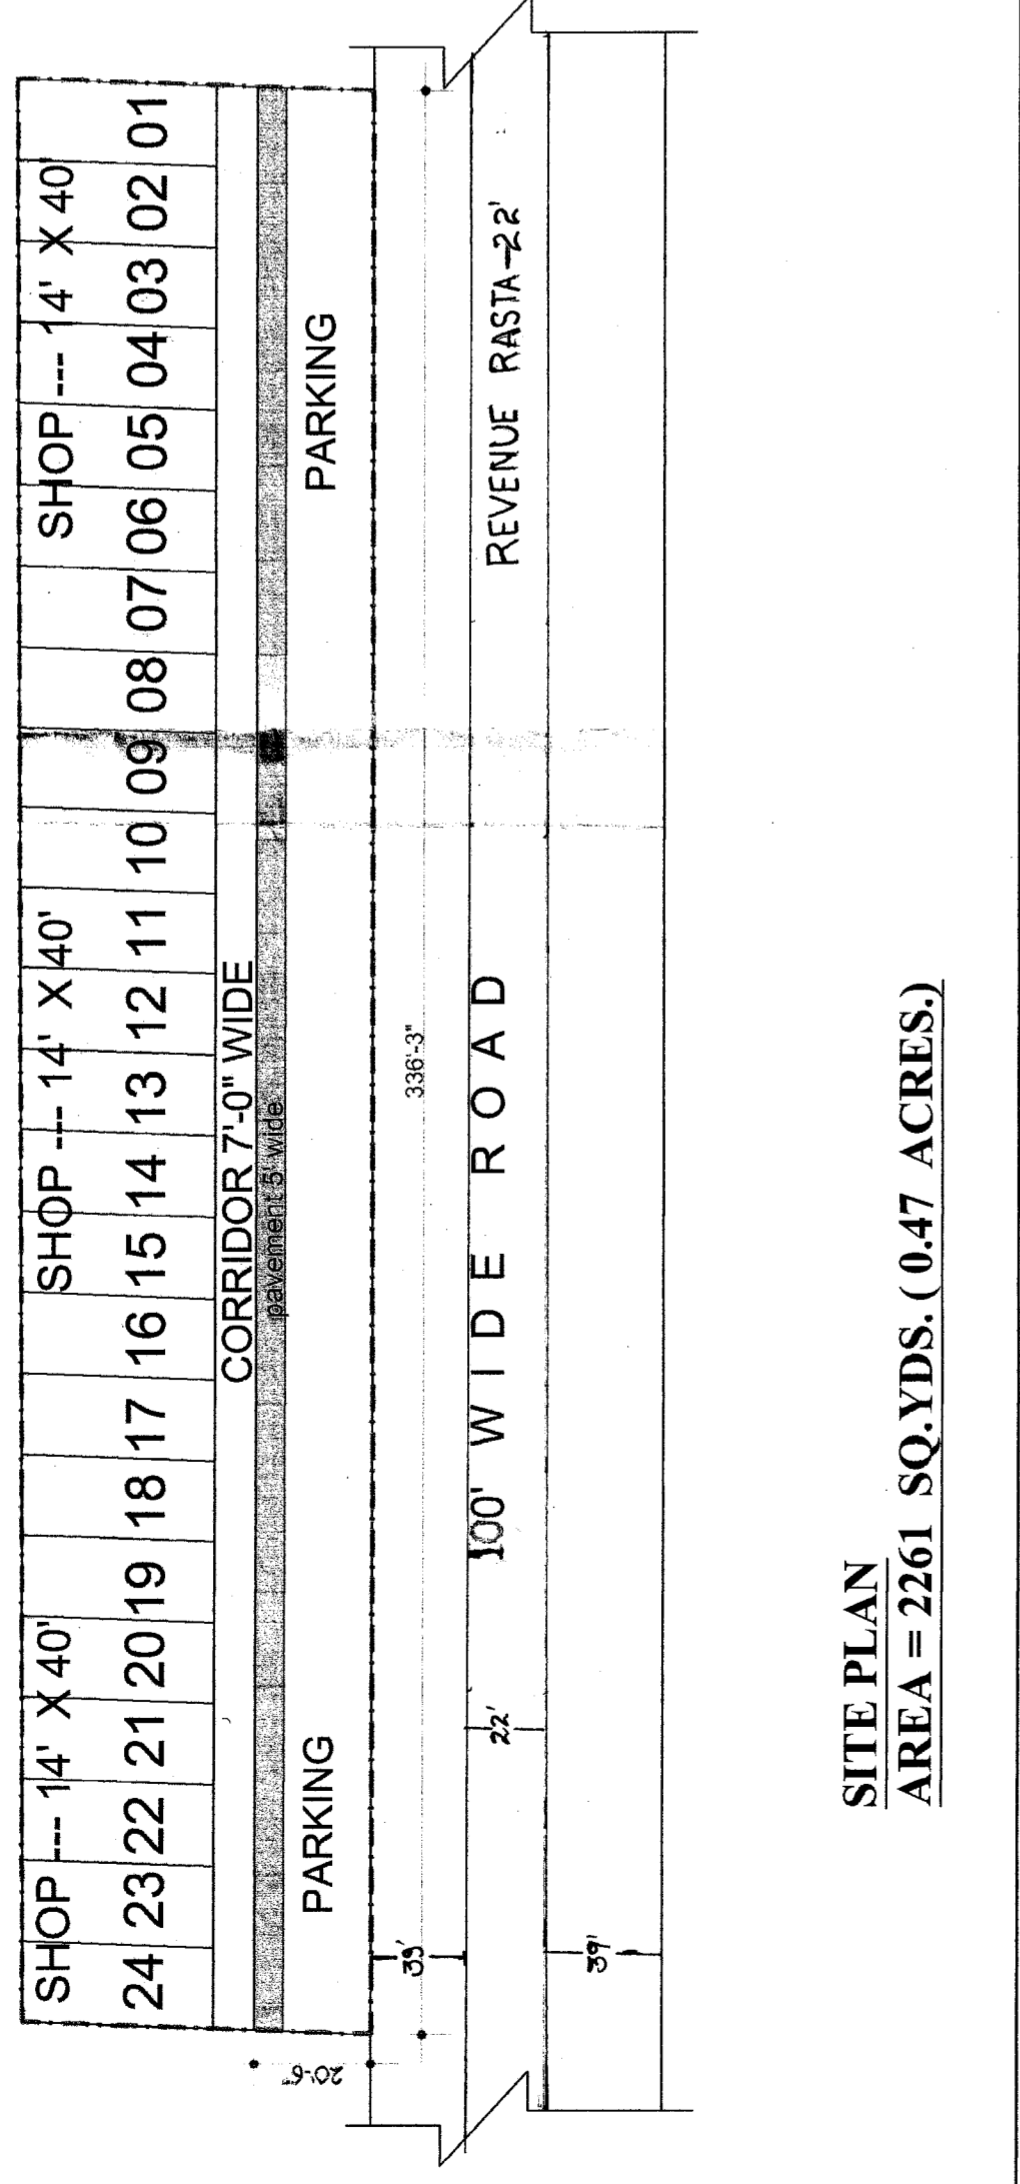 SHOP --- 14' X 40'
SHOP --- 14' X 40'
SHOP --- 14' X 40'
24 23 22 21 20 19 18 17 16 15 14 13 12 11 10 09 08 07 06 05 04 03 02 01
CORRIDOR 7'-0" WIDE
pavement 5' wide
20'-6"
PARKING
PARKING
336'-3"
39'
100' WIDE ROAD
22'
REVENUE RASTA-22'
39'
SITE PLAN
AREA = 2261 SQ.YDS. ( 0.47 ACRES.)